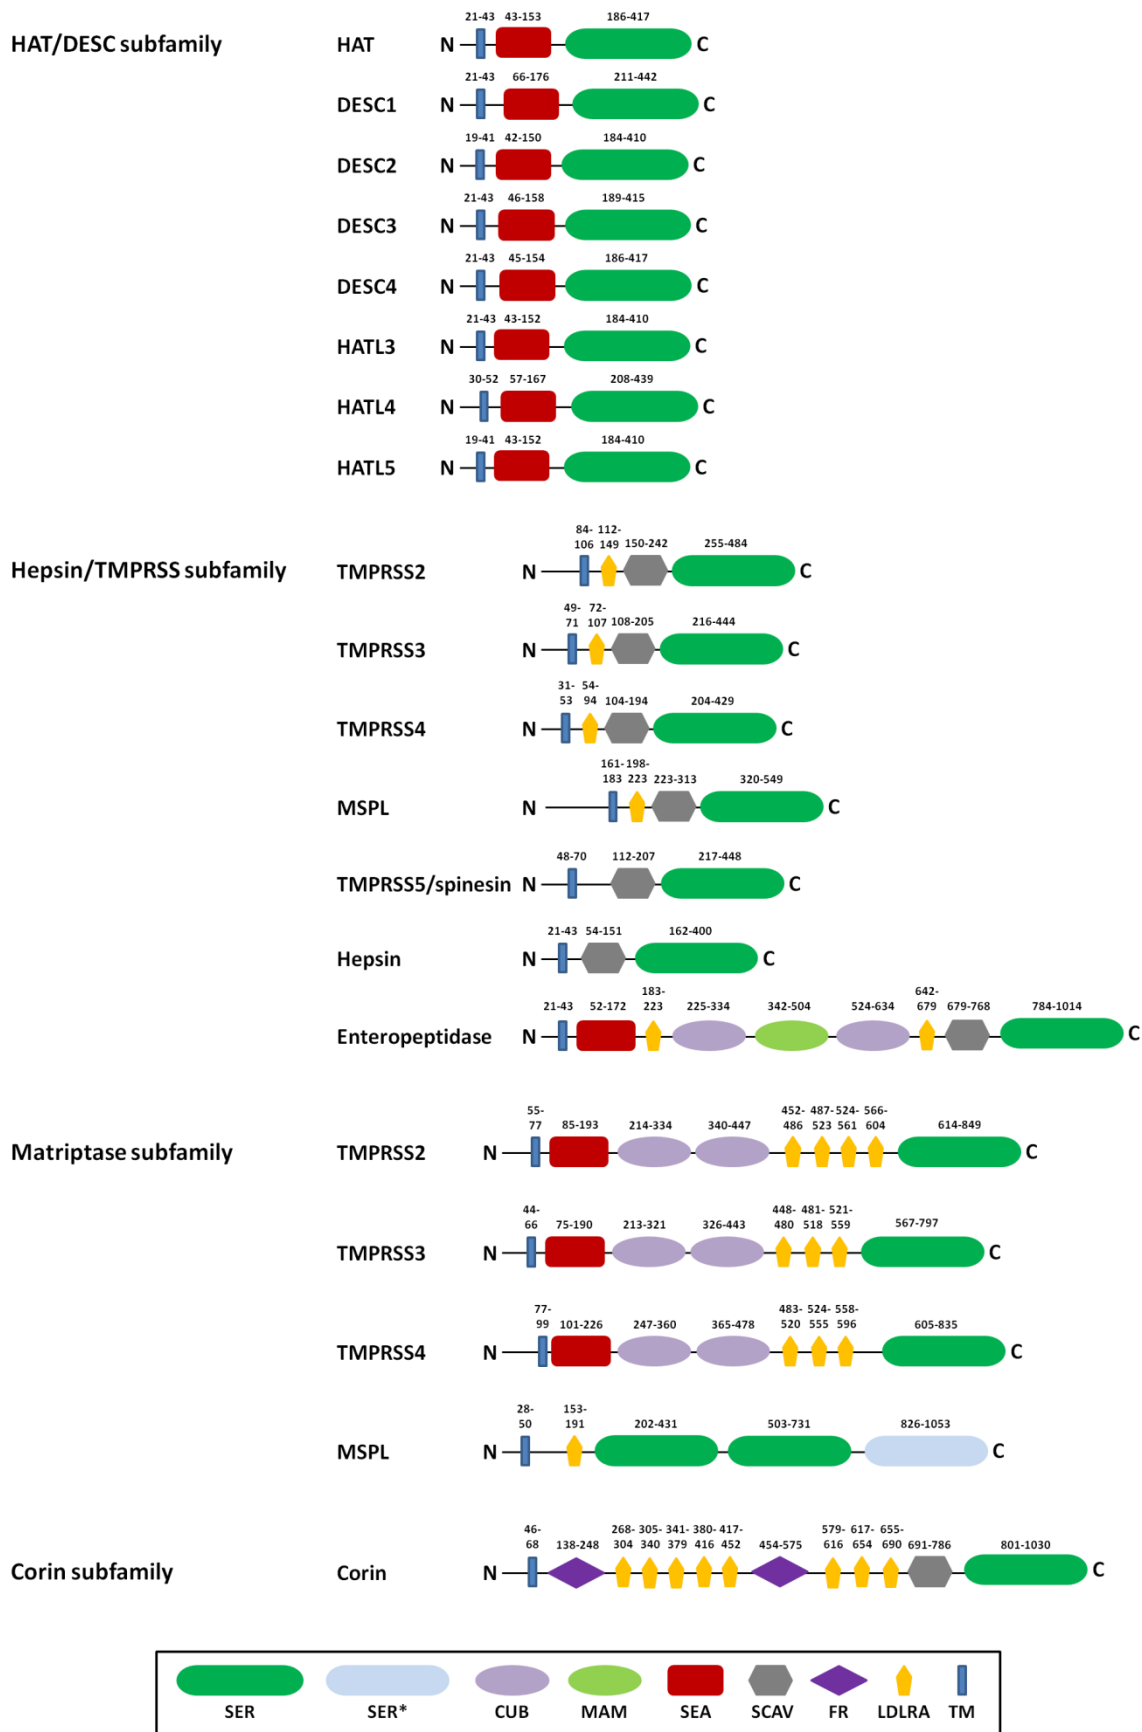 21-43 43-153 186-417
HAT/DESC subfamily HAT N C
21-43 66-176 211-442
DESC1 N C
19-41 42-150 184-410
DESC2 N C
21-43 46-158 189-415
DESC3 N C
21-43 45-154 186-417
DESC4 N C
21-43 43-152 184-410
HATL3 N C
30-52 57-167 208-439
HATL4 N C
19-41 43-152 184-410
HATL5 N C
84- 112-
106 149 150-242 255-484
Hepsin/TMPRSS subfamily TMPRSS2 N C
49- 72-
71 107 108-205 216-444
TMPRSS3 N C
31- 54-
53 94 104-194 204-429
TMPRSS4 N C
161- 198-
183 223 223-313 320-549
MSPL N C
48-70 112-207 217-448
TMPRSS5/spinesin N C
21-43 54-151 162-400
Hepsin N C
183- 642-
21-43 52-172 223 225-334 342-504 524-634 679 679-768 784-1014
Enteropeptidase N C
55- 452- 487- 524- 566-
77 85-193 214-334 340-447 486 523 561 604 614-849
Matriptase subfamily TMPRSS2 N C
44- 448- 481- 521-
66 75-190 213-321 326-443 480 518 559 567-797
TMPRSS3 N C
77- 483- 524- 558-
99 101-226 247-360 365-478 520 555 596 605-835
TMPRSS4 N C
28- 153-
50 191 202-431 503-731 826-1053
MSPL N C
46- 268- 305- 341- 380- 417- 579- 617- 655-
68 138-248 304 340 379 416 452 454-575 616 654 690 691-786 801-1030
Corin subfamily Corin N C
SER SER* CUB MAM SEA SCAV FR LDLRA TM